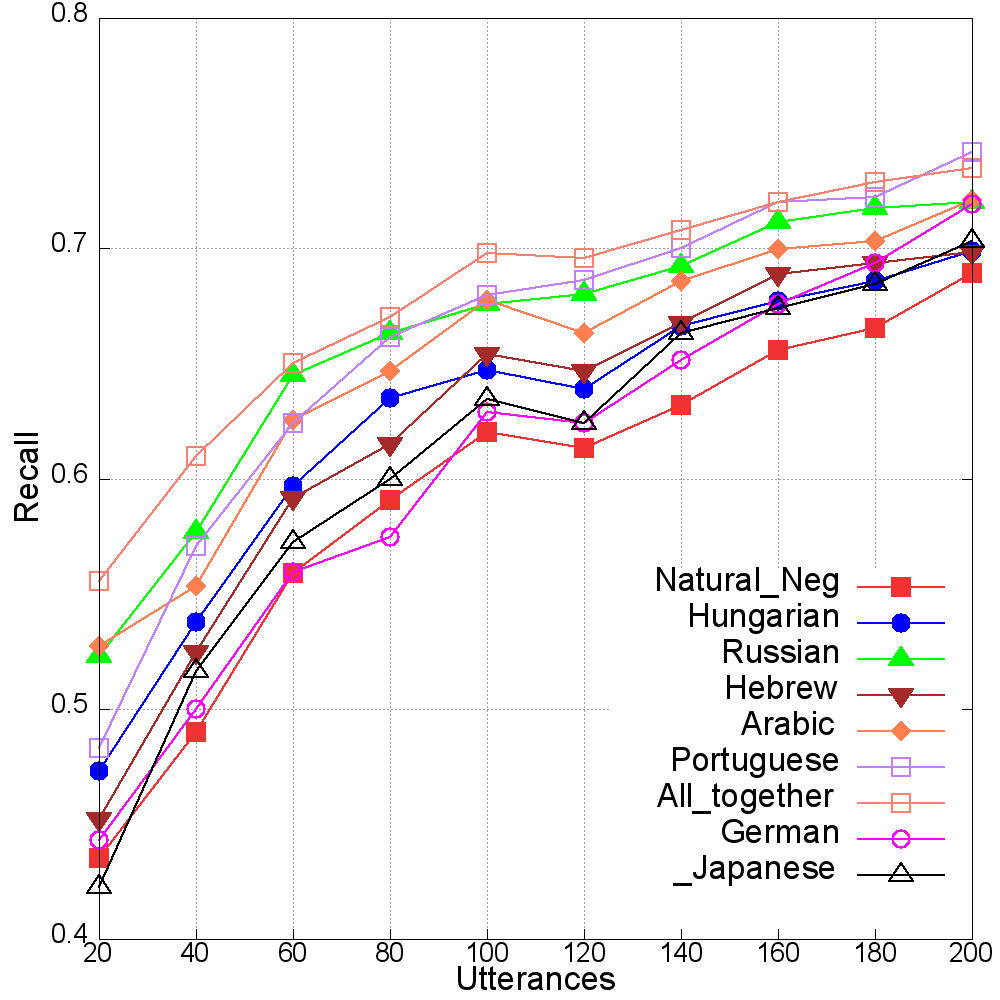 0.8
0.7
0.6
0.5
0.4
Recall
Natural_Neg
Hungarian
Russian
Hebrew
Arabic
Portuguese
All_together
German
_Japanese
20 40 60 80 100 120 140 160 180 200
Utterances